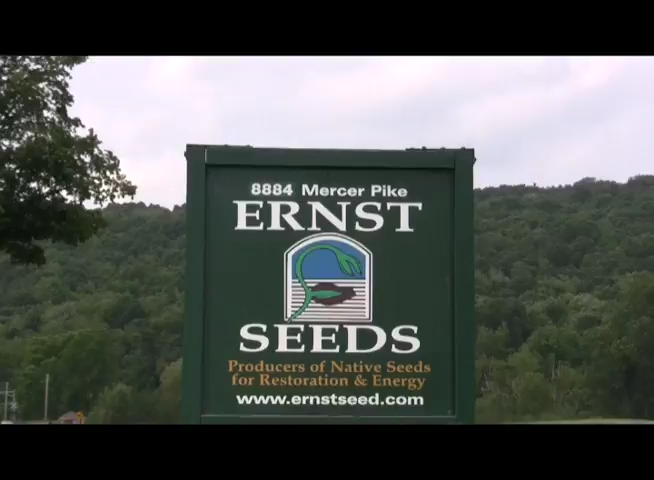 8884 Mercer Pike
ERNST
SEEDS
Producers of Native Seeds
for Restoration & Energy
www.ernstseed.com